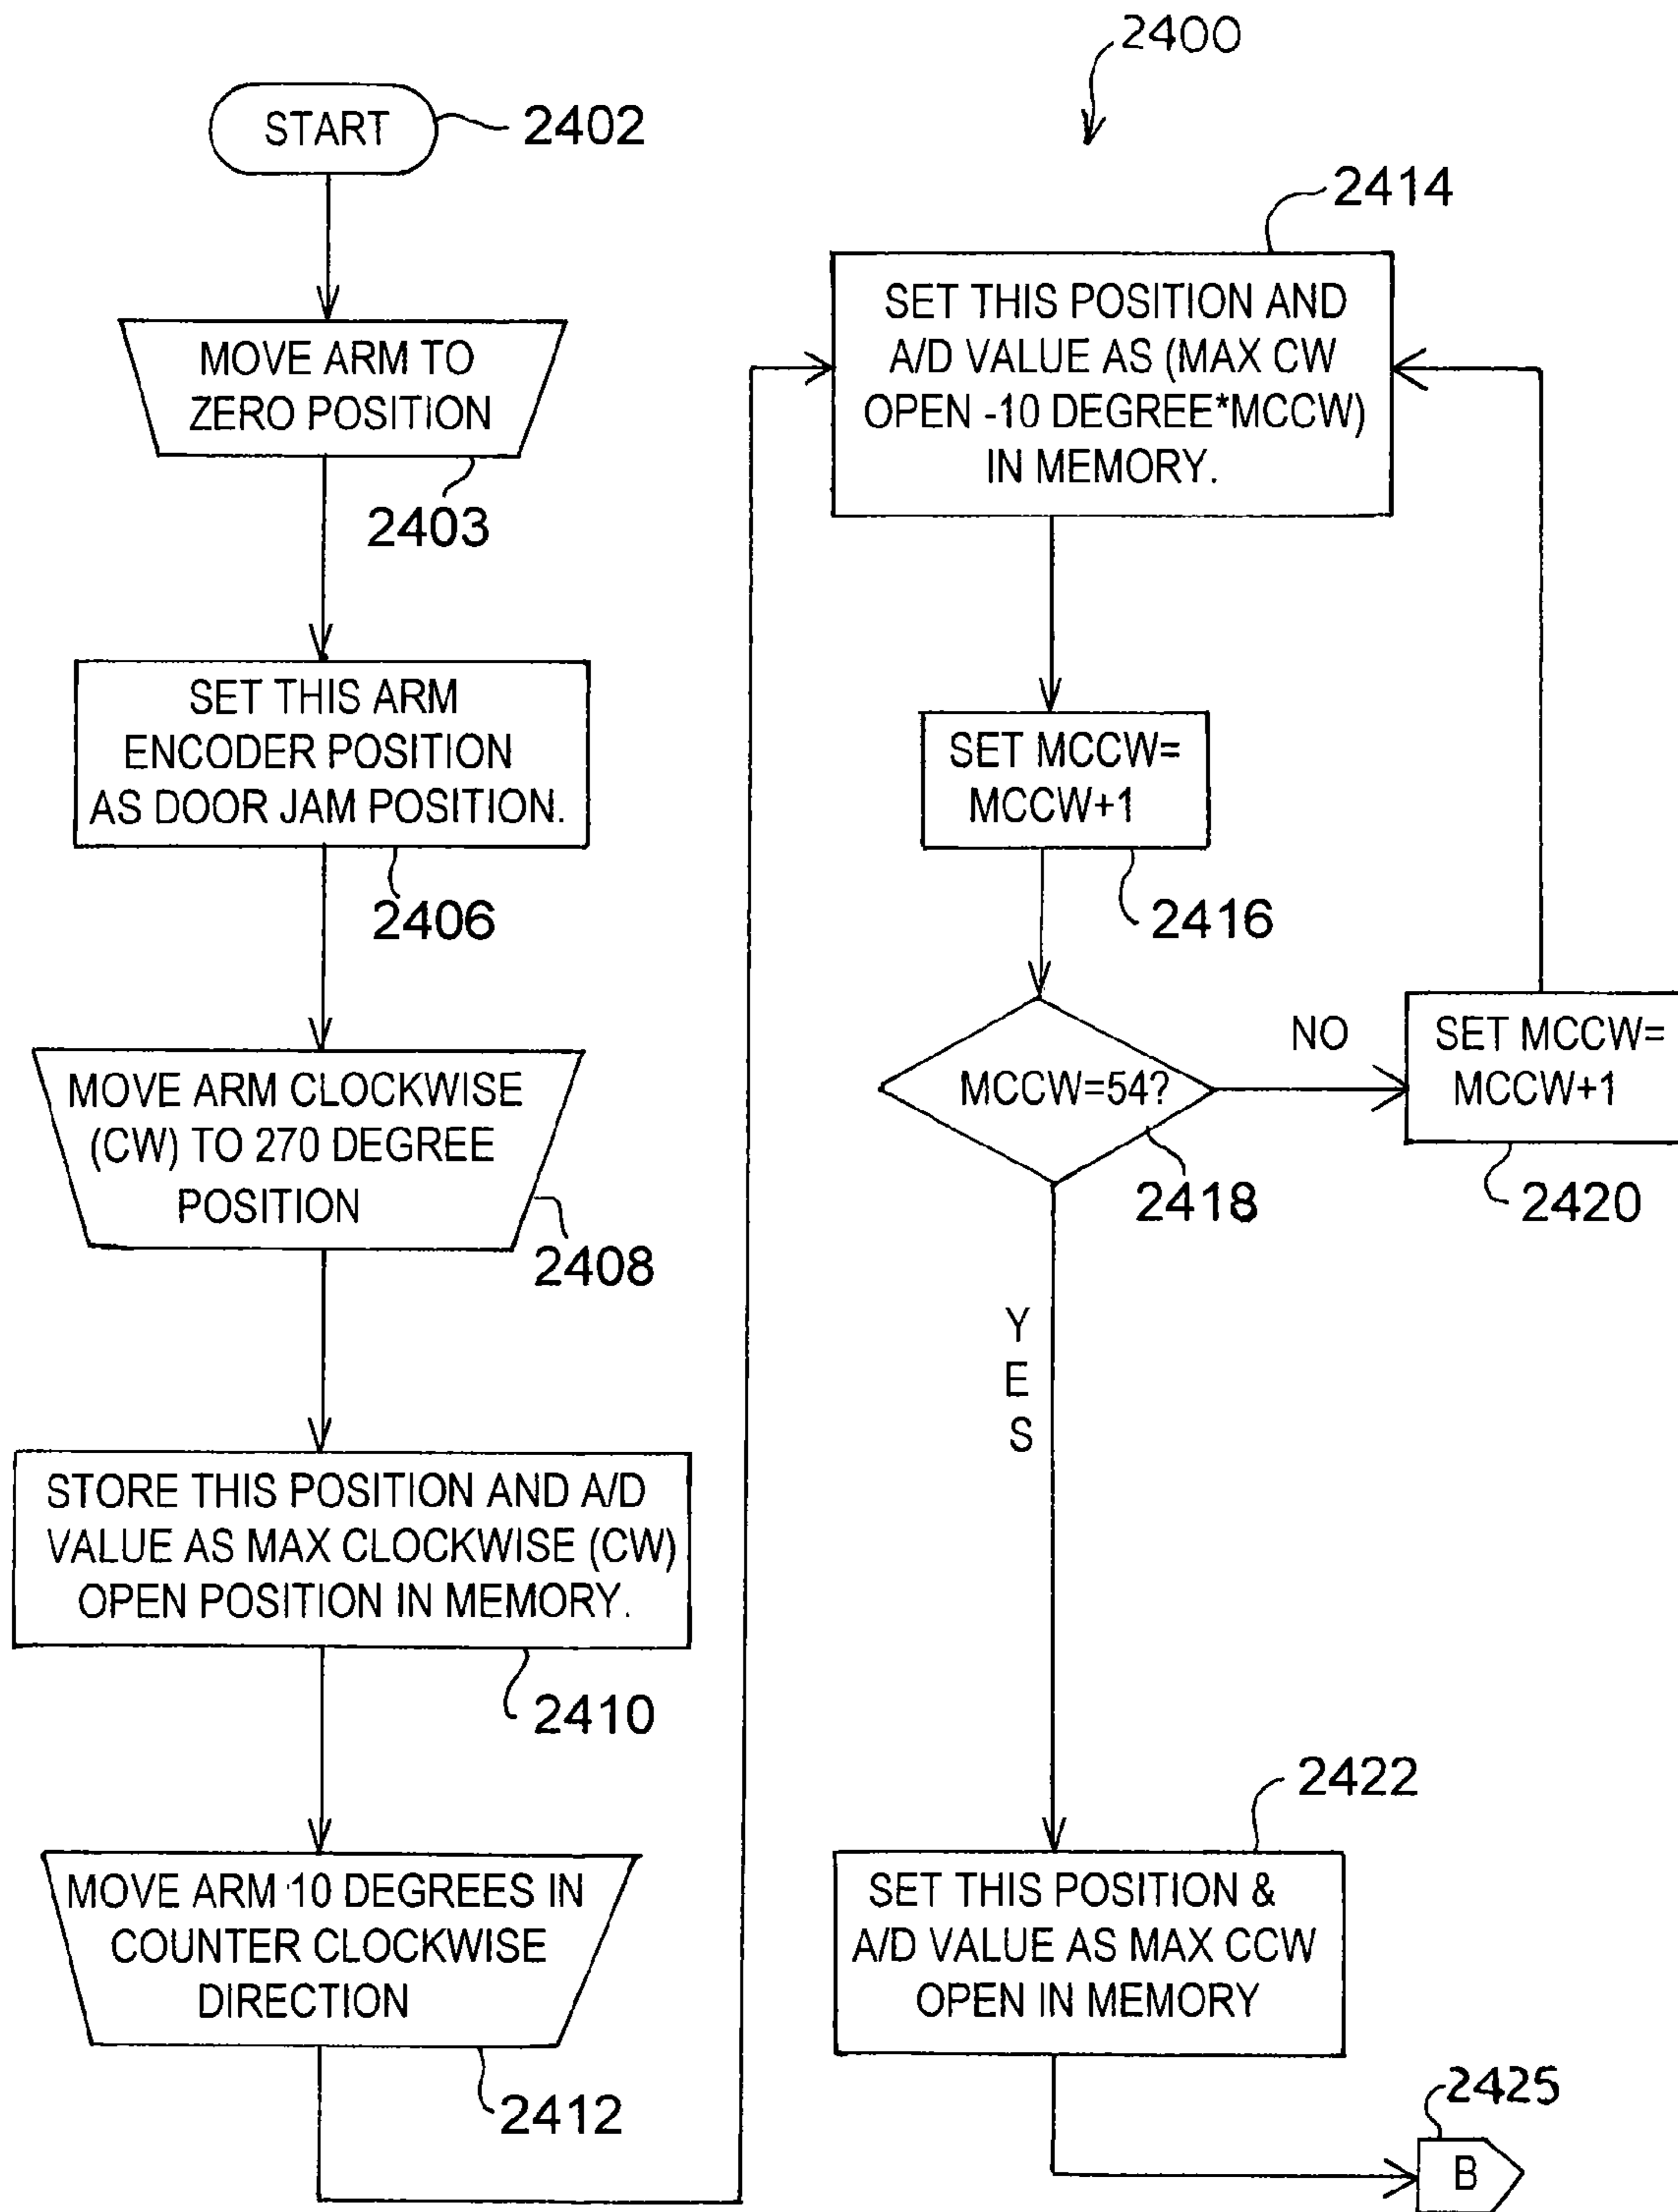 2400
START
2402
MOVE ARM TO
ZERO POSITION
2403
SET THIS ARM
ENCODER POSITION
AS DOOR JAM POSITION.
2406
MOVE ARM CLOCKWISE
(CW) TO 270 DEGREE
POSITION
2408
STORE THIS POSITION AND A/D
VALUE AS MAX CLOCKWISE (CW)
OPEN POSITION IN MEMORY.
2410
MOVE ARM 10 DEGREES IN
COUNTER CLOCKWISE
DIRECTION
2412
2414
SET THIS POSITION AND
A/D VALUE AS (MAX CW
OPEN -10 DEGREE*MCCW)
IN MEMORY.
SET MCCW=
MCCW+1
2416
MCCW=54?
2418
NO
SET MCCW=
MCCW+1
2420
Y
E
S
2422
SET THIS POSITION &
A/D VALUE AS MAX CCW
OPEN IN MEMORY
2425
B